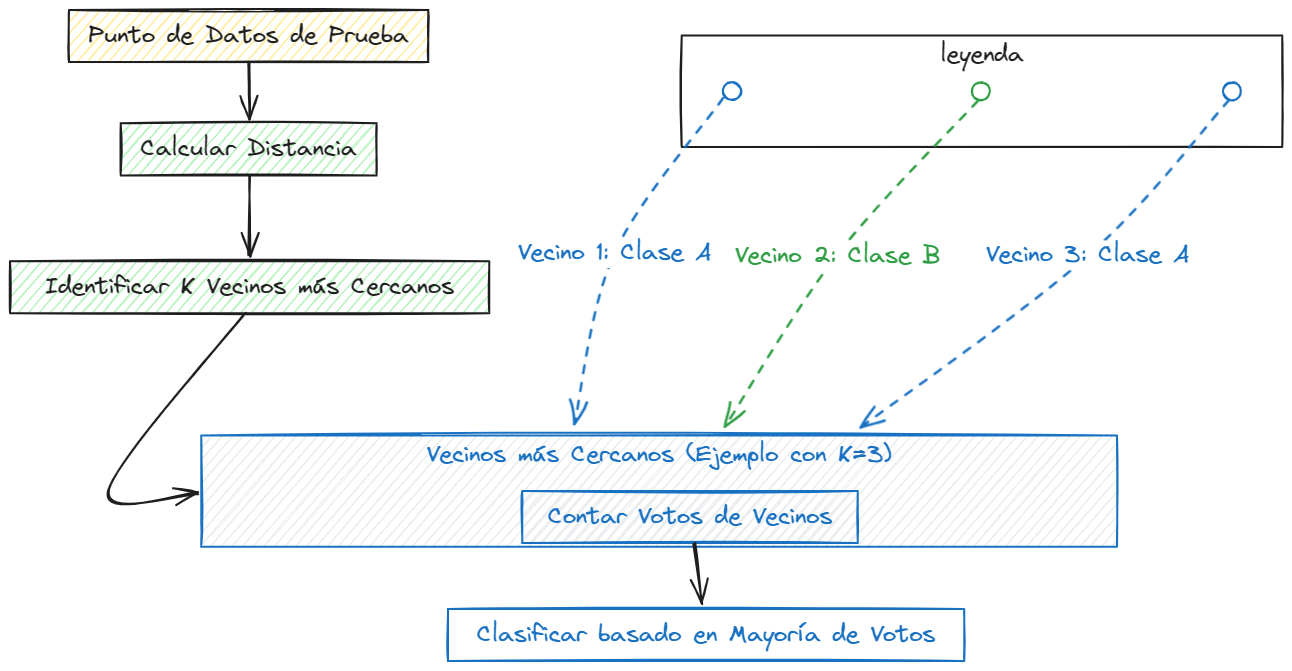 Punto de Datos de Prueba
leyenda
Calcular Distancia
Vecino 1: Clase A
Vecino 2: Clase B
Vecino 3: Clase A
Identificar K Vecinos más Cercanos
Vecinos más Cercanos (Ejemplo con K=3)
Contar Votos de Vecinos
Clasificar basado en Mayoría de Votos